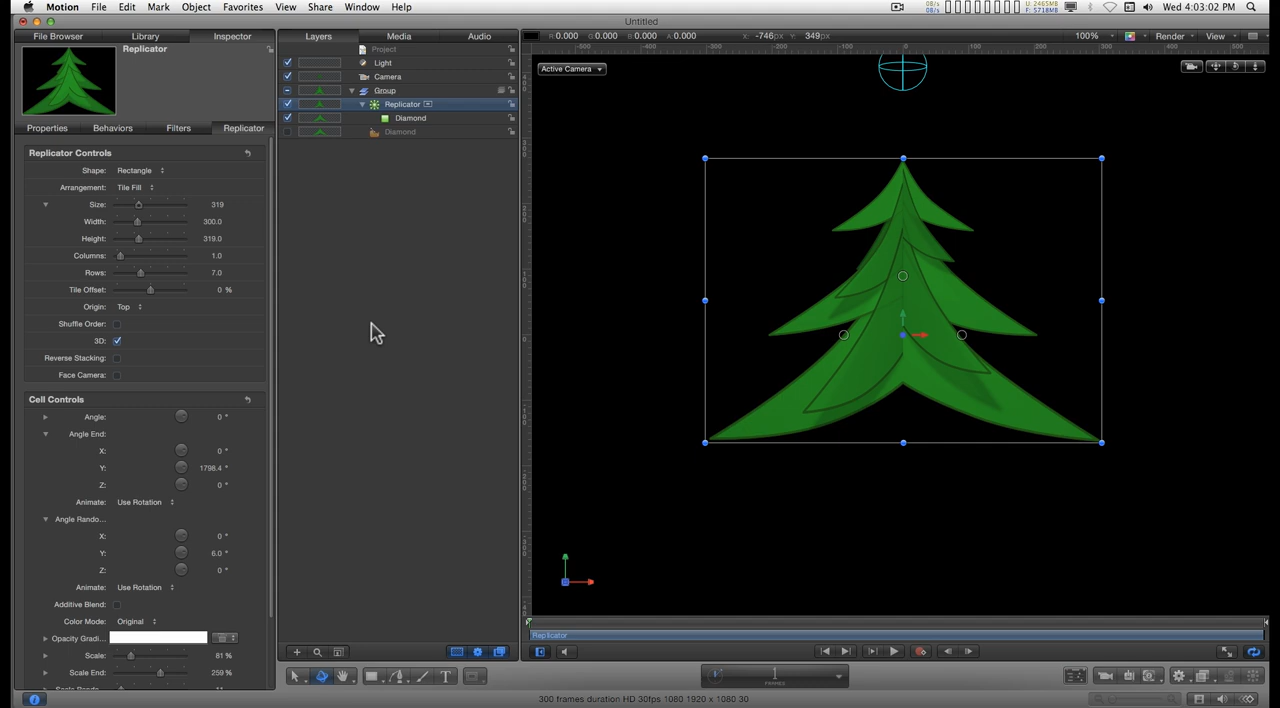 Motion File Edit Mark Object Favorites View Share Window Help
Wed 4:03:02 PM
Untitled
File Browser Library Inspector
Layers Media Audio
R:0.000 G:0.000 B:0.000 A:0.000 X: -746px Y: 349px
100% Render View
Replicator
Properties Behaviors Filters Replicator
Project
Light
Camera
Group
Replicator
Diamond
Diamond
Active Camera
Replicator Controls
Shape: Rectangle
Arrangement: Tile Fill
Size: 319
Width: 300.0
Height: 319.0
Columns: 1.0
Rows: 7.0
Tile Offset: 0 %
Origin: Top
Shuffle Order:
3D:
Reverse Stacking:
Face Camera:
Cell Controls
Angle: 0 °
Angle End:
X: 0 °
Y: 1798.4 °
Z: 0 °
Animate: Use Rotation
Angle Rando...
X: 0 °
Y: 6.0 °
Z: 0 °
Animate: Use Rotation
Additive Blend:
Color Mode: Original
Opacity Gradi...
Scale: 81 %
Scale End: 259 %
Replicator
1
FRAMES
300 frames duration HD 30fps 1080 1920 x 1080 30